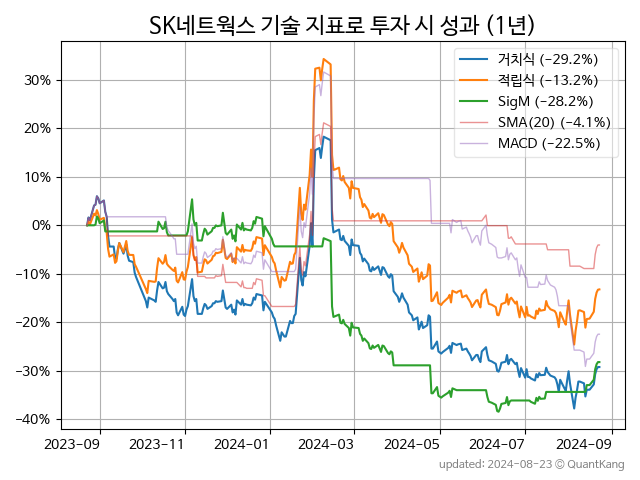 SK네트웍스 기술 지표로 투자 시 성과 (1년)
거치식 (-29.2%)
적립식 (-13.2%)
SigM (-28.2%)
SMA(20) (-4.1%)
MACD (-22.5%)
30%
20%
10%
0%
-10%
-20%
-30%
-40%
2023-09 2023-11 2024-01 2024-03 2024-05 2024-07 2024-09
updated: 2024-08-23 © QuantKang